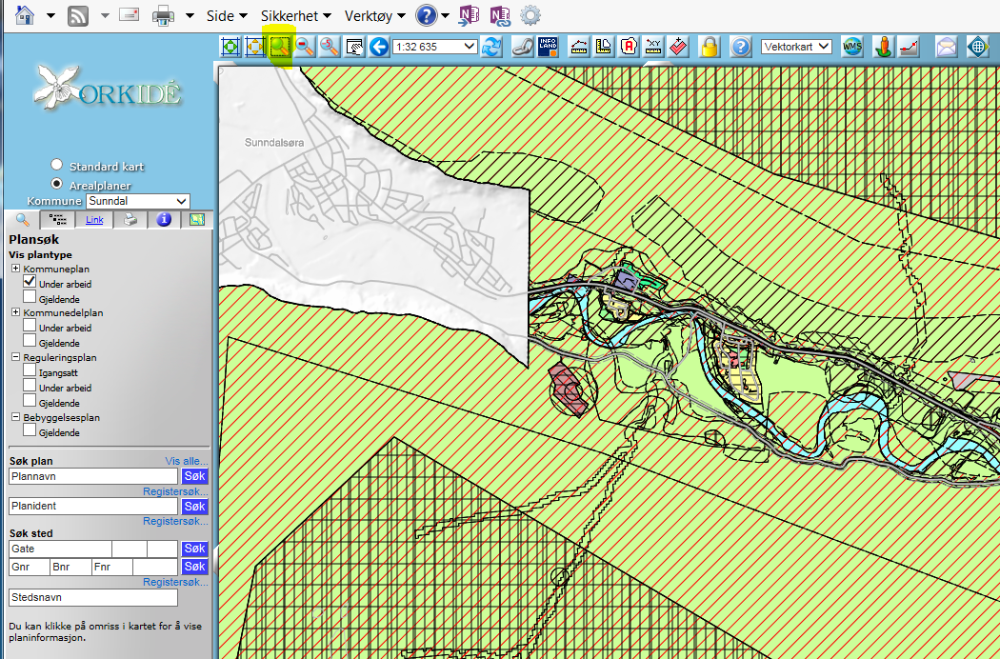 Side Sikkerhet Verktøy ?
1:32 635 INFO LAND XY ? Vektorkart WMS
ORKIDÉ
Sunndalsøra
Standard kart
Arealplaner
Kommune Sunndal
Link i
Plansøk
Vis plantype
Kommuneplan
Under arbeid
Gjeldende
Kommunedelplan
Under arbeid
Gjeldende
Reguleringsplan
Igangsatt
Under arbeid
Gjeldende
Bebyggelsesplan
Gjeldende
Søk plan Vis alle...
Plannavn Søk
Registersøk...
Planident Søk
Registersøk...
Søk sted
Gate Søk
Gnr Bnr Fnr Søk
Registersøk...
Stedsnavn
Du kan klikke på omriss i kartet for å vise
planinformasjon.